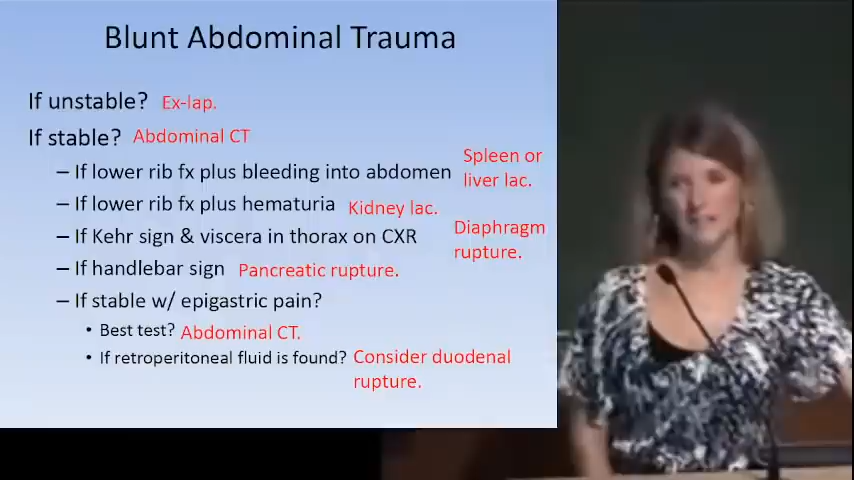 Blunt Abdominal Trauma
If unstable? Ex-lap.
If stable? Abdominal CT
– If lower rib fx plus bleeding into abdomen Spleen or
liver lac.
– If lower rib fx plus hematuria Kidney lac.
– If Kehr sign & viscera in thorax on CXR Diaphragm
rupture.
– If handlebar sign Pancreatic rupture.
– If stable w/ epigastric pain?
• Best test? Abdominal CT.
• If retroperitoneal fluid is found? Consider duodenal
rupture.